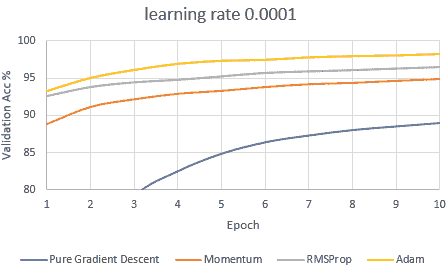 learning rate 0.0001
Validation Acc %
100
95
90
85
80
1 2 3 4 5 6 7 8 9 10
Epoch
Pure Gradient Descent Momentum RMSProp Adam